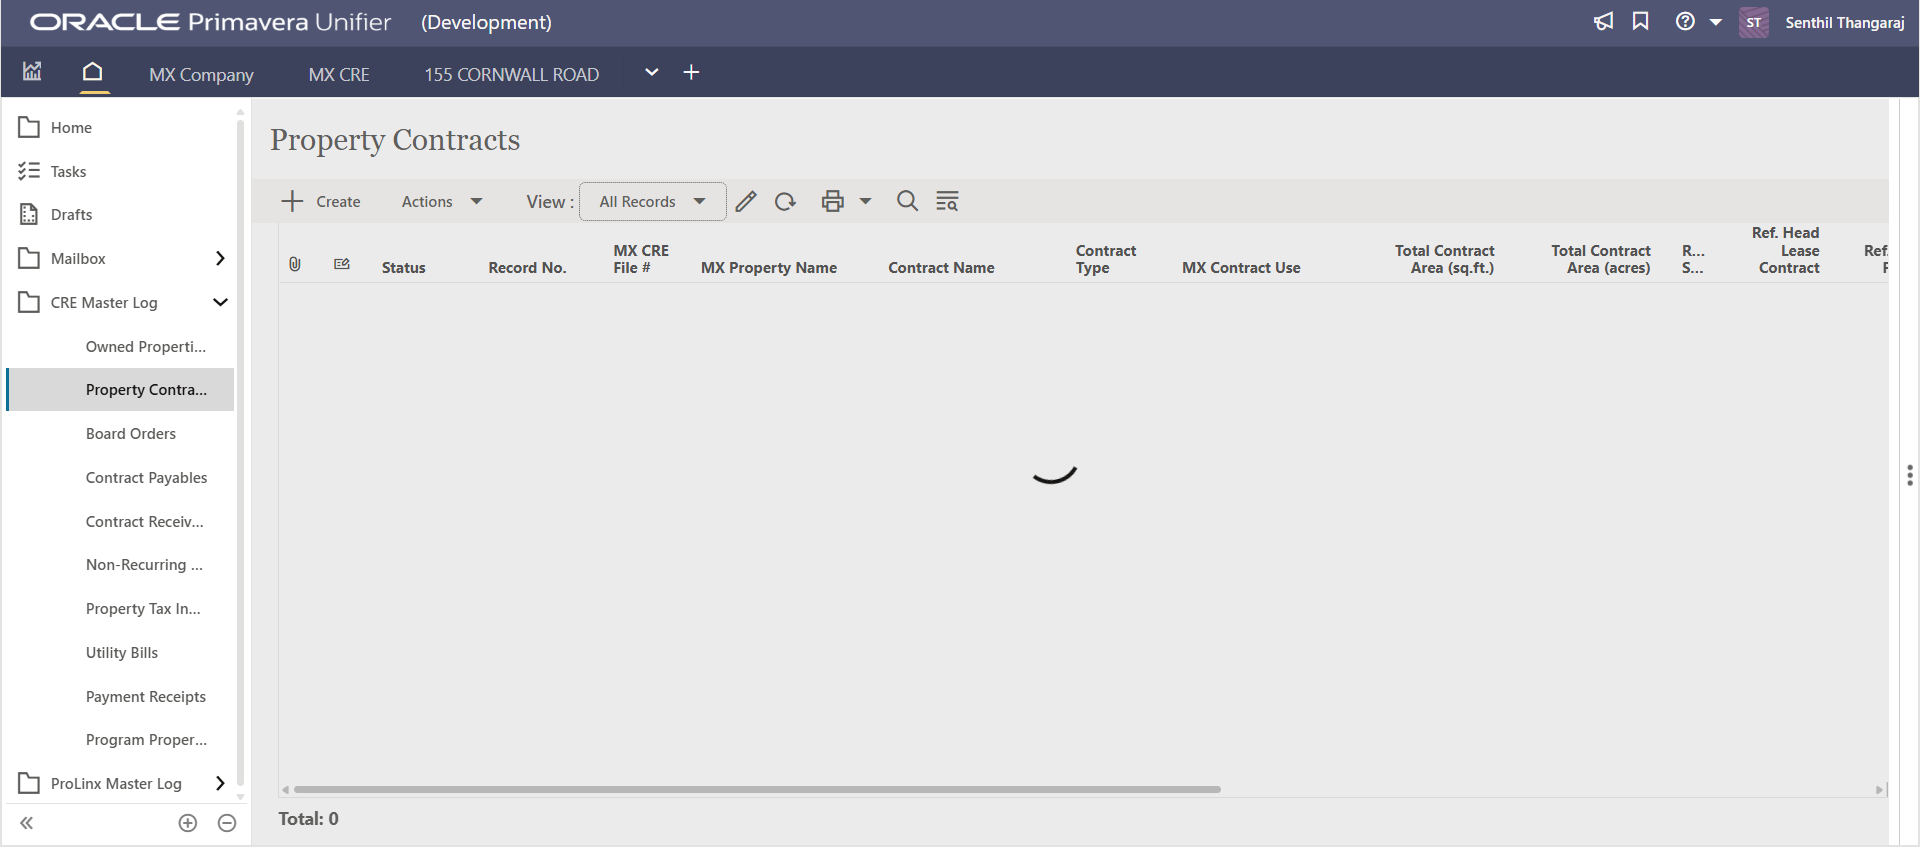 ORACLE Primavera Unifier (Development)
ST Senthil Thangaraj
MX Company MX CRE 155 CORNWALL ROAD
Home
Tasks
Drafts
Mailbox
CRE Master Log
Owned Properti...
Property Contra...
Board Orders
Contract Payables
Contract Receiv...
Non-Recurring ...
Property Tax In...
Utility Bills
Payment Receipts
Program Proper...
ProLinx Master Log
Property Contracts
Create Actions View : All Records
Status
Record No.
MX CRE
File #
MX Property Name
Contract Name
Contract
Type
MX Contract Use
Total Contract
Area (sq.ft.)
Total Contract
Area (acres)
R...
S...
Ref. Head
Lease
Contract
Ref.
Total: 0